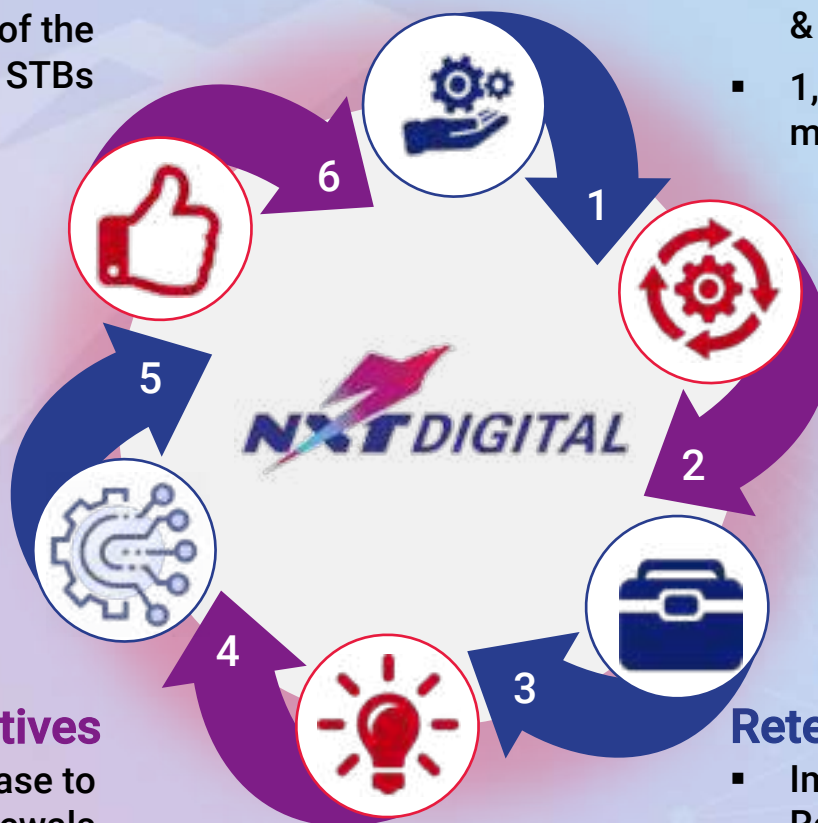 of the
STBs
&
1,
m
6
1
5
2
NXTDIGITAL
4
3
tives
ase to
Rete
In